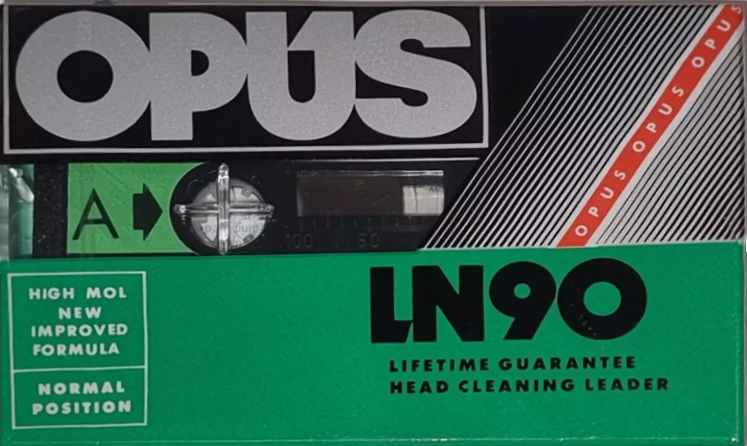 OPUS
OPUS OPUS OPUS
A
100 50
LN90
LIFETIME GUARANTEE
HEAD CLEANING LEADER
HIGH MOL
NEW
IMPROVED
FORMULA
NORMAL
POSITION